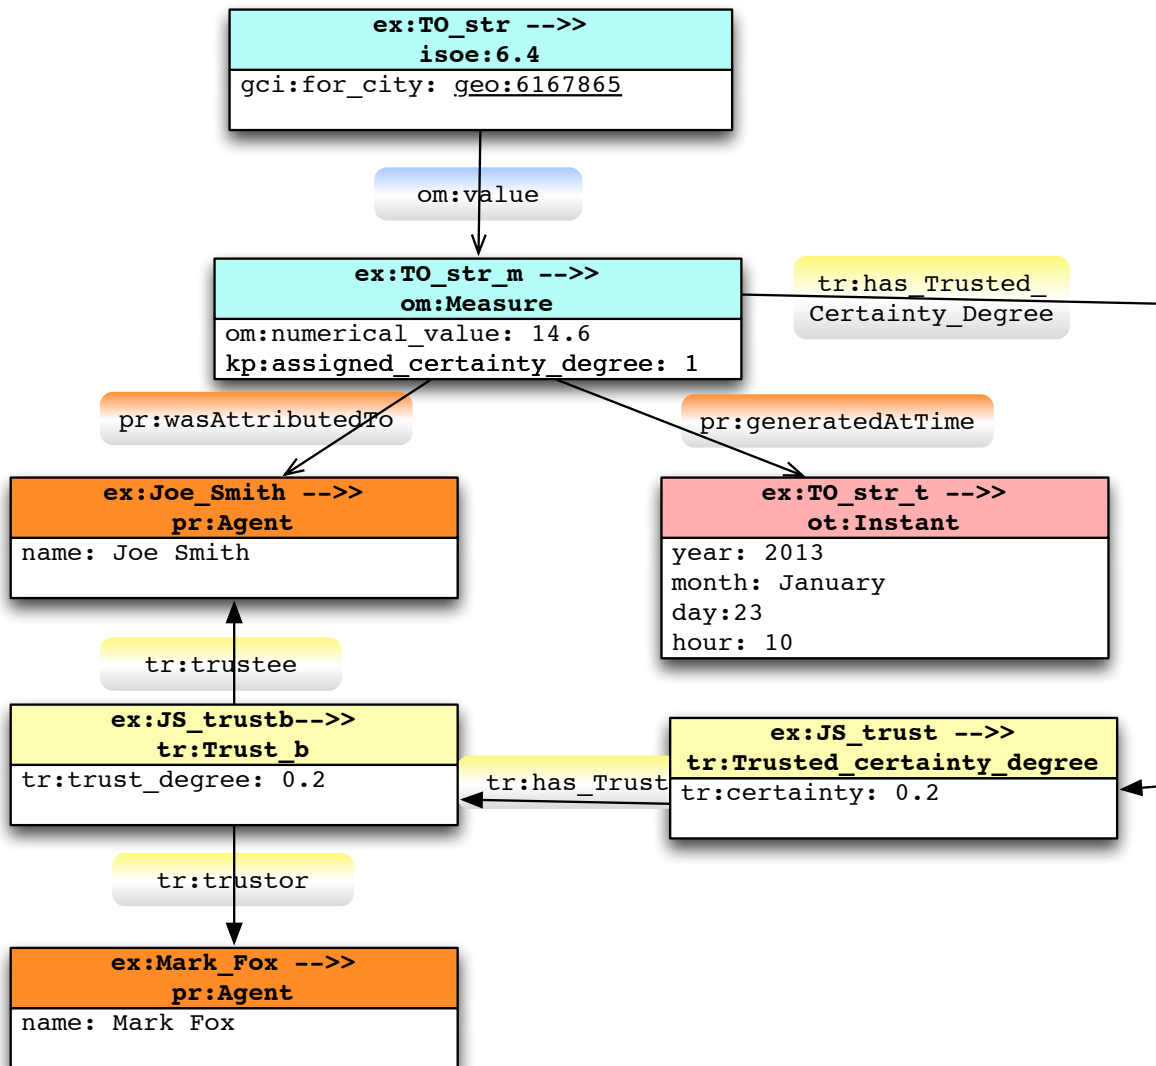 ex:TO_str -->>
isoe:6.4
gci:for_city: geo:6167865
om:value
ex:TO_str_m -->>
om:Measure
om:numerical_value: 14.6
kp:assigned_certainty_degree: 1
tr:has_Trusted_
Certainty_Degree
pr:wasAttributedTo
pr:generatedAtTime
ex:Joe_Smith -->>
pr:Agent
name: Joe Smith
ex:TO_str_t -->>
ot:Instant
year: 2013
month: January
day:23
hour: 10
tr:trustee
ex:JS_trustb-->>
tr:Trust_b
tr:trust_degree: 0.2
tr:has_Trust
ex:JS_trust -->>
tr:Trusted_certainty_degree
tr:certainty: 0.2
tr:trustor
ex:Mark_Fox -->>
pr:Agent
name: Mark Fox